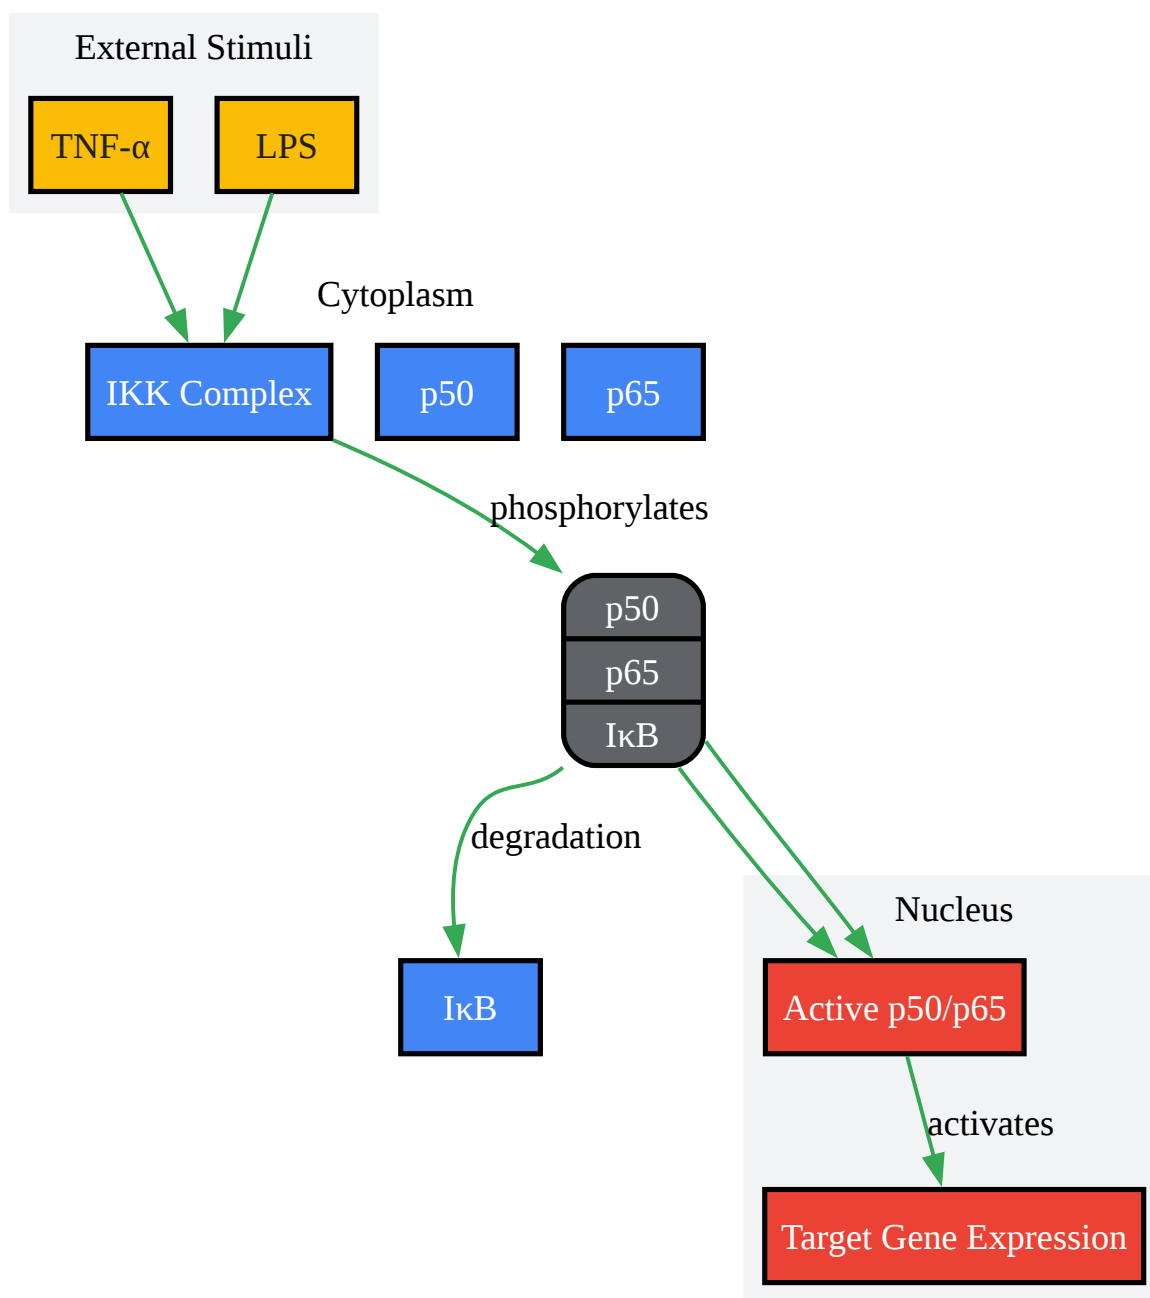 External Stimuli
TNF-α
LPS
Cytoplasm
IKK Complex
p50
p65
phosphorylates
p50
p65
IκB
degradation
Nucleus
IκB
Active p50/p65
activates
Target Gene Expression